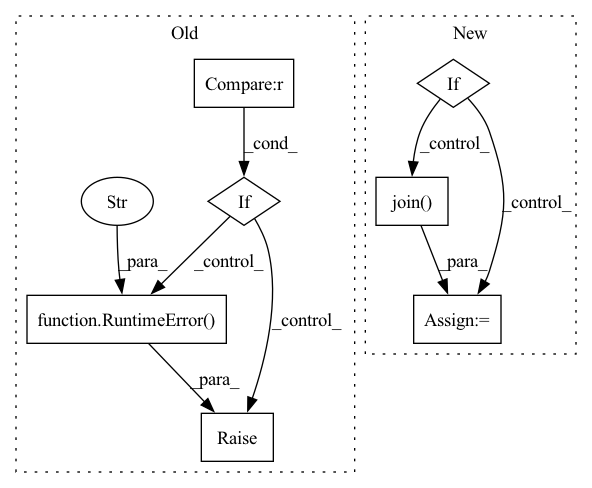 Old
New
Compare:r
If
_cond_
_control_
Str
If
join()
_control_
_para_
_control_
_para_
function.RuntimeError()
_control_
Assign:=
_para_
Raise